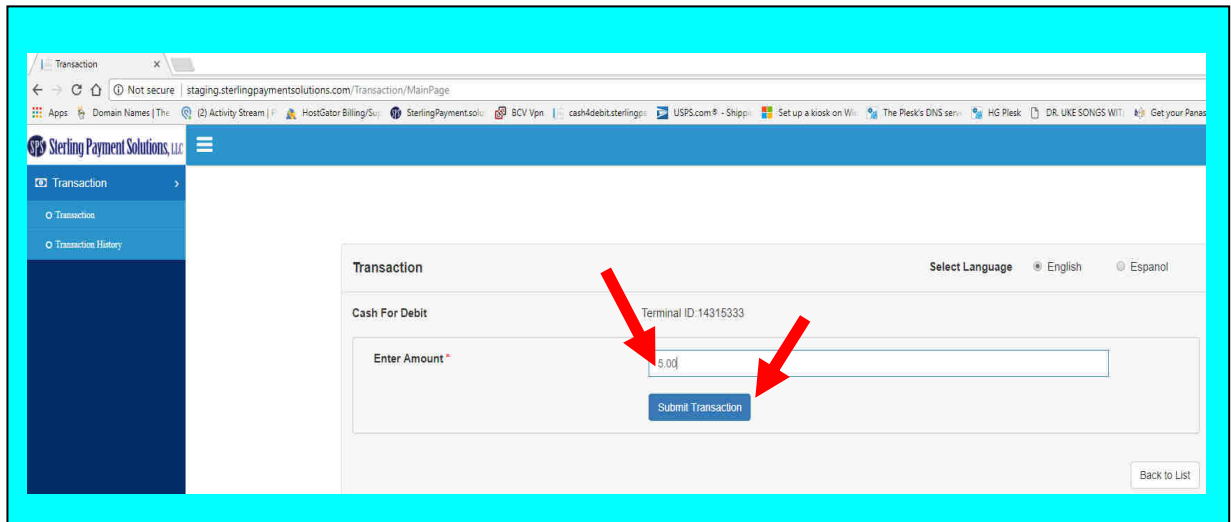 Transaction
Not secure staging.sterlingpaymentsolutions.com/Transaction/MainPage
Apps Domain Names | The (2) Activity Stream | F HostGator Billing/Sup SterlingPayment.solu BCV Vpn cash4debit.sterlingpa USPS.com® - Shippi Set up a kiosk on Win The Plesk's DNS serv HG Plesk DR. UKE SONGS WIT Get your Panas
SPS Sterling Payment Solutions, LLC
Transaction
Transaction
Transaction History
Transaction Select Language English Espanol
Cash For Debit Terminal ID:14315333
Enter Amount * 5.00
Submit Transaction
Back to List